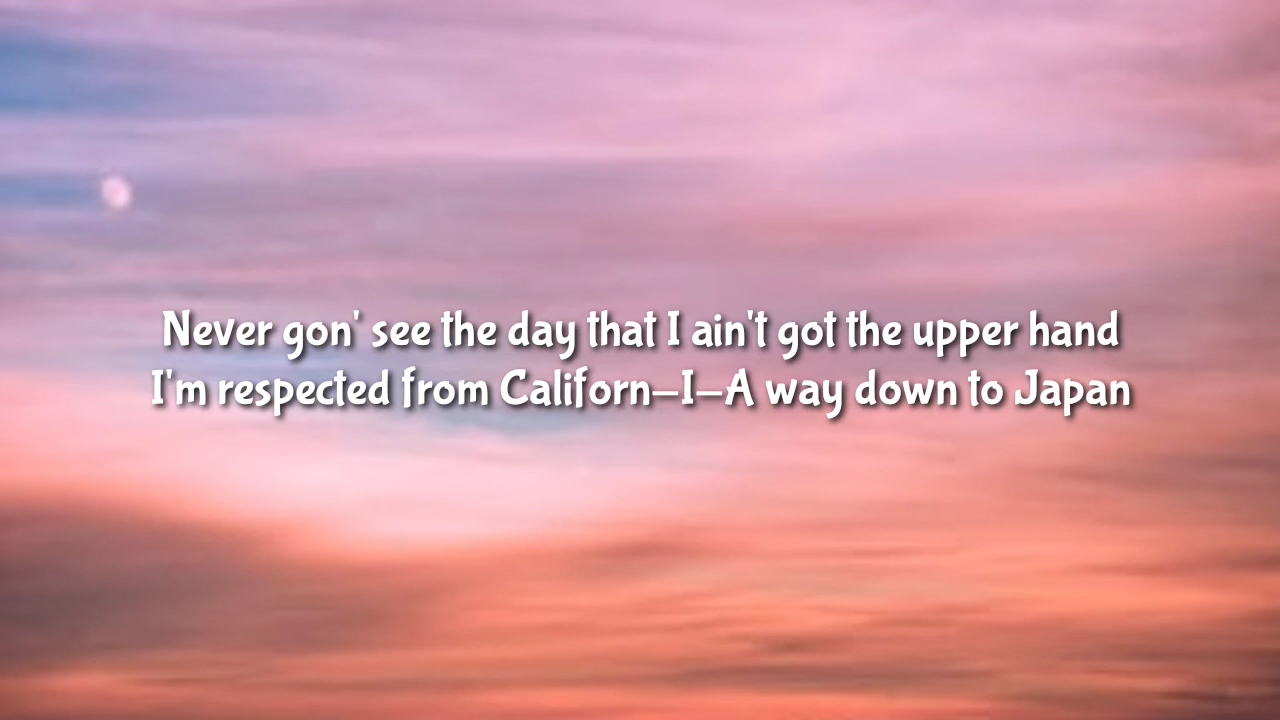 Never gon' see the day that I ain't got the upper hand
I'm respected from Californ-I-A way down to Japan